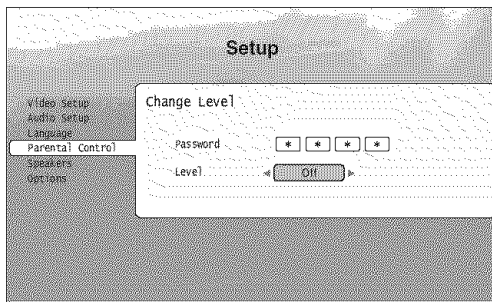 Setup
Change Level
Video Setup
Audio Setup
Language
Parental Control
Speakers
Options
Password * * * *
Level Off